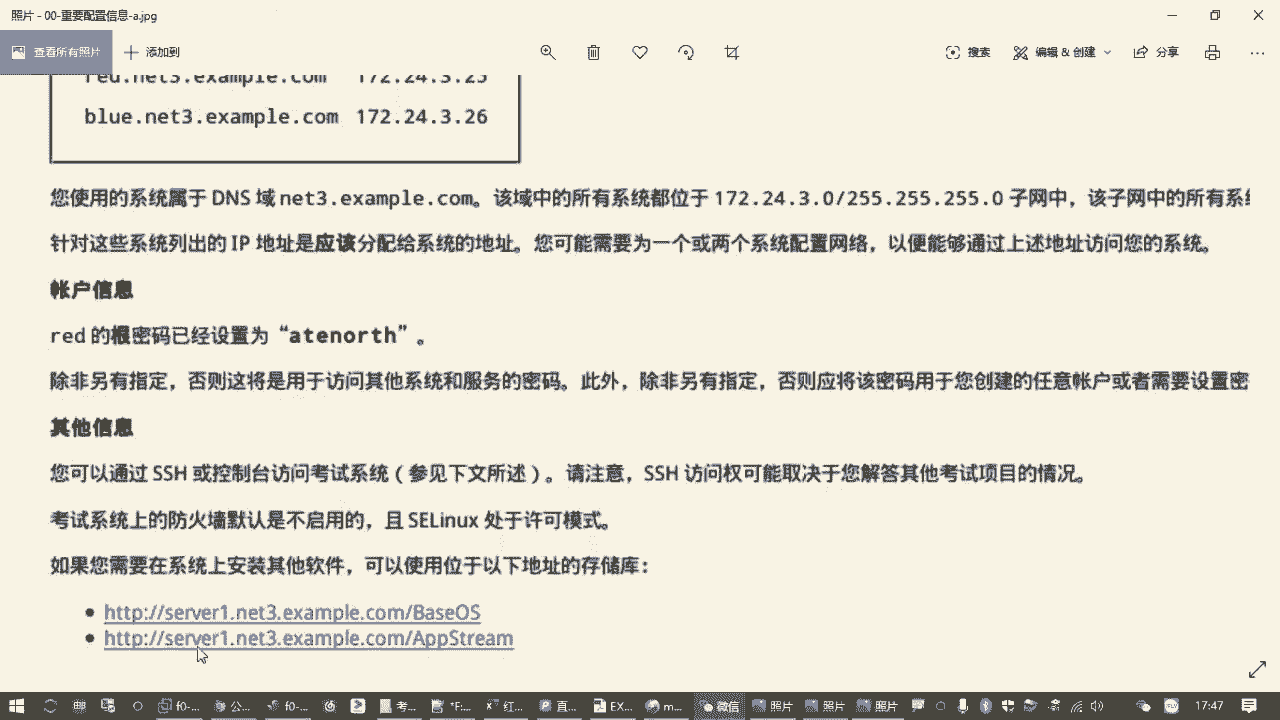 照片 - 00-重要配置信息-a.jpg
查看所有照片 添加到 搜索 编辑 & 创建 分享
red.net3.example.com 172.24.3.25
blue.net3.example.com 172.24.3.26
您使用的系统属于 DNS 域 net3.example.com。该域中的所有系统都位于 172.24.3.0/255.255.255.0 子网中，该子网中的所有系
针对这些系统列出的 IP 地址是应该分配给系统的地址。您可能需要为一个或两个系统配置网络，以便能够通过上述地址访问您的系统。
帐户信息
red 的根密码已经设置为“atenorth”。
除非另有指定，否则这将是用于访问其他系统和服务的密码。此外，除非另有指定，否则应将该密码用于您创建的任意帐户或者需要设置密
其他信息
您可以通过 SSH 或控制台访问考试系统（参见下文所述）。请注意，SSH 访问权可能取决于您解答其他考试项目的情况。
考试系统上的防火墙默认是不启用的，且 SELinux 处于许可模式。
如果您需要在系统上安装其他软件，可以使用位于以下地址的存储库：
• http://server1.net3.example.com/BaseOS
• http://server1.net3.example.com/AppStream
f0-... 公... f0-... 考... *F... 红... 直... EX... m... 微信 照片 照片 照片 17:47